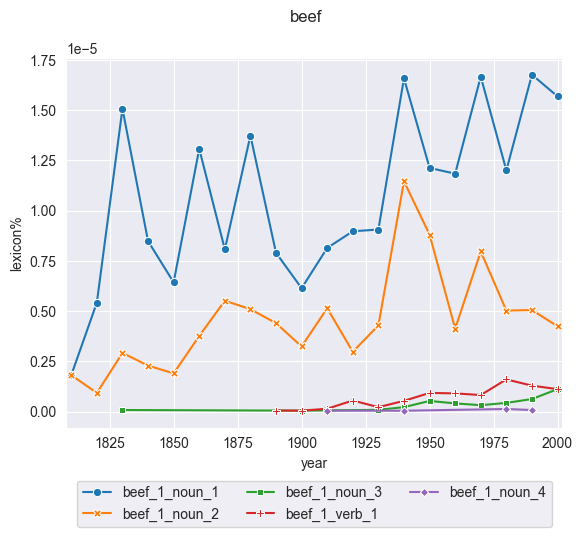 beef
1e−5
1.75
1.50
1.25
1.00
0.75
0.50
0.25
0.00
lexicon%
1825 1850 1875 1900 1925 1950 1975 2000
year
beef_1_noun_1 beef_1_noun_3 beef_1_noun_4
beef_1_noun_2 beef_1_verb_1